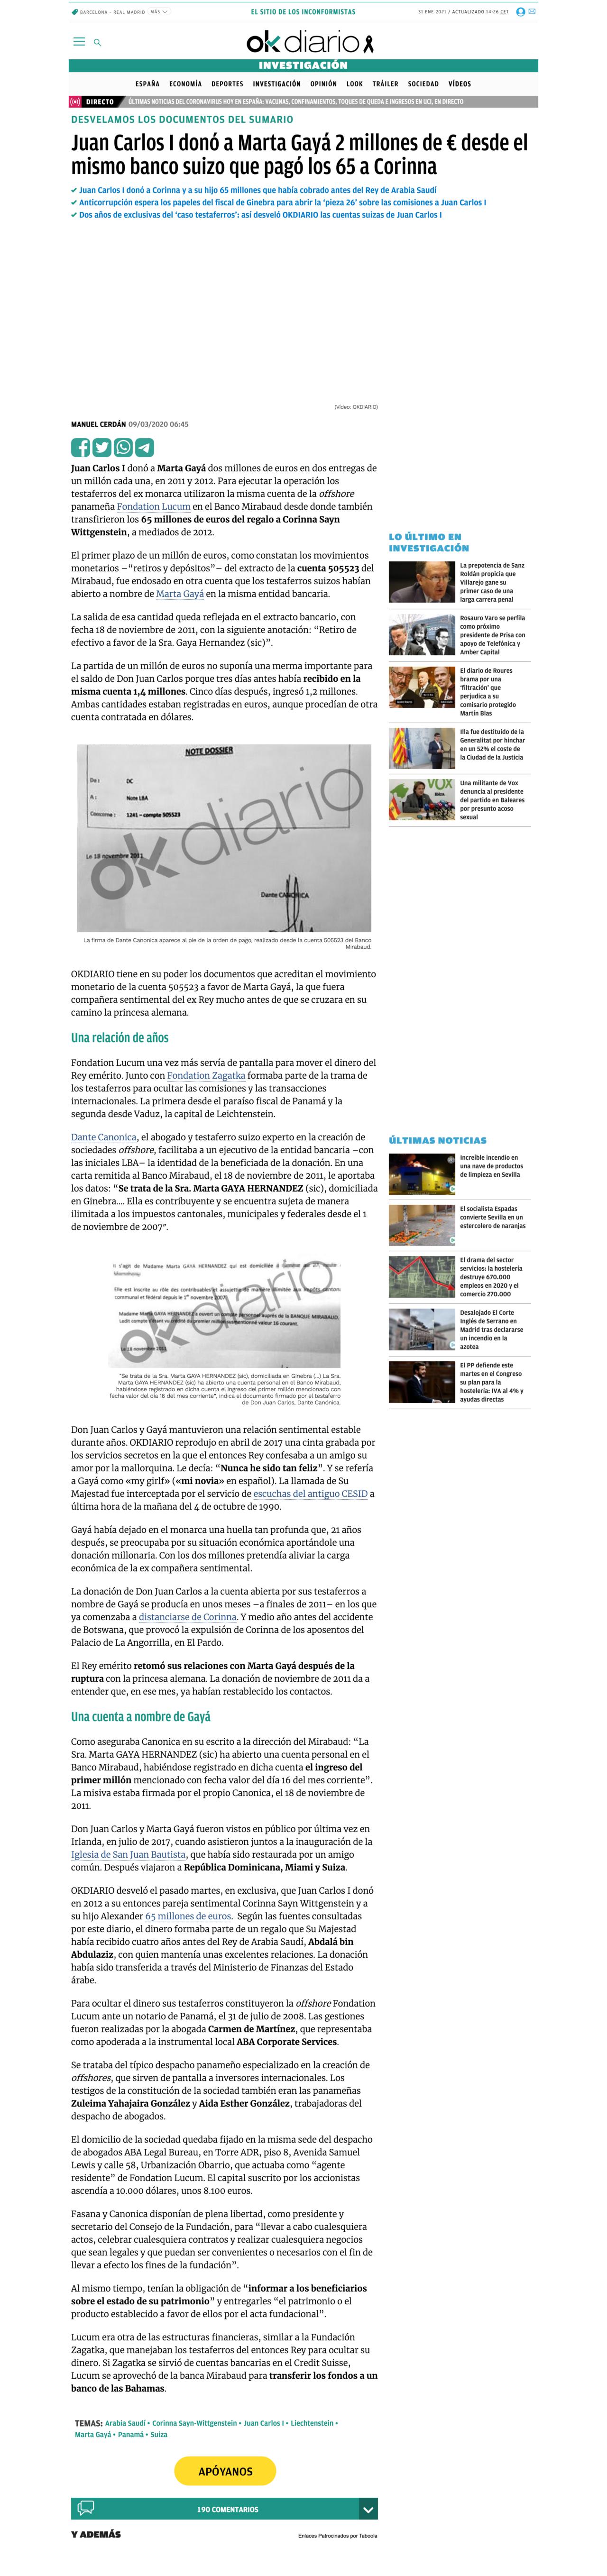 BARCELONA - REAL MADRID MÁS
EL SITIO DE LOS INCONFORMISTAS
31 ENE 2021 / ACTUALIZADO 14:26 CET
okdiario
INVESTIGACIÓN
ESPAÑA ECONOMÍA DEPORTES INVESTIGACIÓN OPINIÓN LOOK TRÁILER SOCIEDAD VÍDEOS
DIRECTO ÚLTIMAS NOTICIAS DEL CORONAVIRUS HOY EN ESPAÑA: VACUNAS, CONFINAMIENTOS, TOQUES DE QUEDA E INGRESOS EN UCI, EN DIRECTO
DESVELAMOS LOS DOCUMENTOS DEL SUMARIO
Juan Carlos I donó a Marta Gayá 2 millones de € desde el
mismo banco suizo que pagó los 65 a Corinna
Juan Carlos I donó a Corinna y a su hijo 65 millones que había cobrado antes del Rey de Arabia Saudí
Anticorrupción espera los papeles del fiscal de Ginebra para abrir la ‘pieza 26’ sobre las comisiones a Juan Carlos I
Dos años de exclusivas del ‘caso testaferros’: así desveló OKDIARIO las cuentas suizas de Juan Carlos I
(Vídeo: OKDIARIO)
MANUEL CERDÁN 09/03/2020 06:45
Juan Carlos I donó a Marta Gayá dos millones de euros en dos entregas de
un millón cada una, en 2011 y 2012. Para ejecutar la operación los
testaferros del ex monarca utilizaron la misma cuenta de la offshore
panameña Fondation Lucum en el Banco Mirabaud desde donde también
transfirieron los 65 millones de euros del regalo a Corinna Sayn
Wittgenstein, a mediados de 2012.
El primer plazo de un millón de euros, como constatan los movimientos
monetarios –“retiros y depósitos”– del extracto de la cuenta 505523 del
Mirabaud, fue endosado en otra cuenta que los testaferros suizos habían
abierto a nombre de Marta Gayá en la misma entidad bancaria.
La salida de esa cantidad queda reflejada en el extracto bancario, con
fecha 18 de noviembre de 2011, con la siguiente anotación: “Retiro de
efectivo a favor de la Sra. Gaya Hernandez (sic)”.
La partida de un millón de euros no suponía una merma importante para
el saldo de Don Juan Carlos porque tres días antes había recibido en la
misma cuenta 1,4 millones. Cinco días después, ingresó 1,2 millones.
Ambas cantidades estaban registradas en euros, aunque procedían de otra
cuenta contratada en dólares.
NOTE DOSSIER
De : DC
A : Note LBA
Concerne : 1241 - compte 505523
Le 18 novembre 2011
Dante CANONICA
OKdiario
La firma de Dante Canonica aparece al pie de la orden de pago, realizado desde la cuenta 505523 del Banco
Mirabaud.
OKDIARIO tiene en su poder los documentos que acreditan el movimiento
monetario de la cuenta 505523 a favor de Marta Gayá, la que fuera
compañera sentimental del ex Rey mucho antes de que se cruzara en su
camino la princesa alemana.
Una relación de años
Fondation Lucum una vez más servía de pantalla para mover el dinero del
Rey emérito. Junto con Fondation Zagatka formaba parte de la trama de
los testaferros para ocultar las comisiones y las transacciones
internacionales. La primera desde el paraíso fiscal de Panamá y la
segunda desde Vaduz, la capital de Leichtenstein.
Dante Canonica, el abogado y testaferro suizo experto en la creación de
sociedades offshore, facilitaba a un ejecutivo de la entidad bancaria –con
las iniciales LBA– la identidad de la beneficiada de la donación. En una
carta remitida al Banco Mirabaud, el 18 de noviembre de 2011, le aportaba
los datos: “Se trata de la Sra. Marta GAYA HERNANDEZ (sic), domiciliada
en Ginebra…. Ella es contribuyente y se encuentra sujeta de manera
ilimitada a los impuestos cantonales, municipales y federales desde el 1
de noviembre de 2007″.
OKdiario
“Se trata de la Sra. Marta GAYA HERNANDEZ (sic), domiciliada en Ginebra (…) La Sra.
Marta GAYA HERNANDEZ (sic) ha abierto una cuenta personal en el Banco Mirabaud,
habiéndose registrado en dicha cuenta el ingreso del primer millón mencionado con fecha
valor del día 16 del mes corriente”, indica el documento firmado por el testaferro
de Don Juan Carlos, Dante Canónica.
Don Juan Carlos y Gayá mantuvieron una relación sentimental estable
durante años. OKDIARIO reprodujo en abril de 2017 una cinta grabada por
los servicios secretos en la que el entonces Rey confesaba a un amigo su
amor por la mallorquina. Le decía: “Nunca he sido tan feliz”. Y se refería
a Gayá como «my girlf» («mi novia» en español). La llamada de Su
Majestad fue interceptada por el servicio de escuchas del antiguo CESID a
última hora de la mañana del 4 de octubre de 1990.
Gayá había dejado en el monarca una huella tan profunda que, 21 años
después, se preocupaba por su situación económica aportándole una
donación millonaria. Con los dos millones pretendía aliviar la carga
económica de la ex compañera sentimental.
La donación de Don Juan Carlos a la cuenta abierta por sus testaferros a
nombre de Gayá se producía en unos meses –a finales de 2011– en los que
ya comenzaba a distanciarse de Corinna. Y medio año antes del accidente
de Botswana, que provocó la expulsión de Corinna de los aposentos del
Palacio de La Angorrilla, en El Pardo.
El Rey emérito retomó sus relaciones con Marta Gayá después de la
ruptura con la princesa alemana. La donación de noviembre de 2011 da a
entender que, en ese mes, ya habían restablecido los contactos.
Una cuenta a nombre de Gayá
Como aseguraba Canonica en su escrito a la dirección del Mirabaud: “La
Sra. Marta GAYA HERNANDEZ (sic) ha abierto una cuenta personal en el
Banco Mirabaud, habiéndose registrado en dicha cuenta el ingreso del
primer millón mencionado con fecha valor del día 16 del mes corriente”.
La misiva estaba firmada por el propio Canonica, el 18 de noviembre de
2011.
Don Juan Carlos y Marta Gayá fueron vistos en público por última vez en
Irlanda, en julio de 2017, cuando asistieron juntos a la inauguración de la
Iglesia de San Juan Bautista, que había sido restaurada por un amigo
común. Después viajaron a República Dominicana, Miami y Suiza.
OKDIARIO desveló el pasado martes, en exclusiva, que Juan Carlos I donó
en 2012 a su entonces pareja sentimental Corinna Sayn Wittgenstein y a
su hijo Alexander 65 millones de euros. Según las fuentes consultadas
por este diario, el dinero formaba parte de un regalo que Su Majestad
había recibido cuatro años antes del Rey de Arabia Saudí, Abdalá bin
Abdulaziz, con quien mantenía unas excelentes relaciones. La donación
había sido transferida a través del Ministerio de Finanzas del Estado
árabe.
Para ocultar el dinero sus testaferros constituyeron la offshore Fondation
Lucum ante un notario de Panamá, el 31 de julio de 2008. Las gestiones
fueron realizadas por la abogada Carmen de Martínez, que representaba
como apoderada a la instrumental local ABA Corporate Services.
Se trataba del típico despacho panameño especializado en la creación de
offshores, que sirven de pantalla a inversores internacionales. Los
testigos de la constitución de la sociedad también eran las panameñas
Zuleima Yahajaira González y Aida Esther González, trabajadoras del
despacho de abogados.
El domicilio de la sociedad quedaba fijado en la misma sede del despacho
de abogados ABA Legal Bureau, en Torre ADR, piso 8, Avenida Samuel
Lewis y calle 58, Urbanización Obarrio, que actuaba como “agente
residente” de Fondation Lucum. El capital suscrito por los accionistas
ascendía a 10.000 dólares, unos 8.100 euros.
Fasana y Canonica disponían de plena libertad, como presidente y
secretario del Consejo de la Fundación, para “llevar a cabo cualesquiera
actos, celebrar cualesquiera contratos y realizar cualesquiera negocios
que sean legales y que puedan ser convenientes o necesarios con el fin de
llevar a efecto los fines de la fundación”.
Al mismo tiempo, tenían la obligación de “informar a los beneficiarios
sobre el estado de su patrimonio” y entregarles “el patrimonio o el
producto establecido a favor de ellos por el acta fundacional”.
Lucum era otra de las estructuras financieras, similar a la Fundación
Zagatka, que manejaban los testaferros del entonces Rey para ocultar su
dinero. Si Zagatka se sirvió de cuentas bancarias en el Credit Suisse,
Lucum se aprovechó de la banca Mirabaud para transferir los fondos a un
banco de las Bahamas.
TEMAS: Arabia Saudí • Corinna Sayn-Wittgenstein • Juan Carlos I • Liechtenstein •
Marta Gayá • Panamá • Suiza
APÓYANOS
190 COMENTARIOS
Y ADEMÁS
Enlaces Patrocinados por Taboola
LO ÚLTIMO EN
INVESTIGACIÓN
La prepotencia de Sanz
Roldán propicia que
Villarejo gane su
primer caso de una
larga carrera penal
Rosauro Varo se perfila
como próximo
presidente de Prisa con
apoyo de Telefónica y
Amber Capital
El diario de Roures
brama por una
‘filtración’ que
perjudica a su
comisario protegido
Martín Blas
Illa fue destituido de la
Generalitat por hinchar
en un 52% el coste de
la Ciudad de la Justicia
VOX
Una militante de Vox
denuncia al presidente
del partido en Baleares
por presunto acoso
sexual
ÚLTIMAS NOTICIAS
Increíble incendio en
una nave de productos
de limpieza en Sevilla
El socialista Espadas
convierte Sevilla en un
estercolero de naranjas
El drama del sector
servicios: la hostelería
destruye 670.000
empleos en 2020 y el
comercio 270.000
Desalojado El Corte
Inglés de Serrano en
Madrid tras declararse
un incendio en la
azotea
El PP defiende este
martes en el Congreso
su plan para la
hostelería: IVA al 4% y
ayudas directas